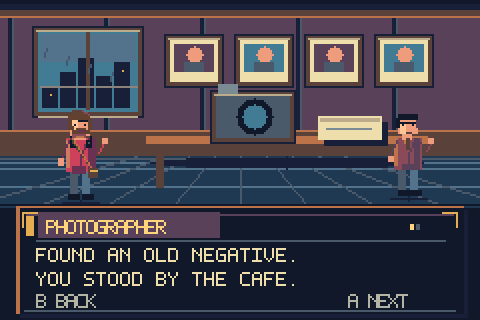 PHOTOGRAPHER
FOUND AN OLD NEGATIVE.
YOU STOOD BY THE CAFE.
B BACK
A NEXT